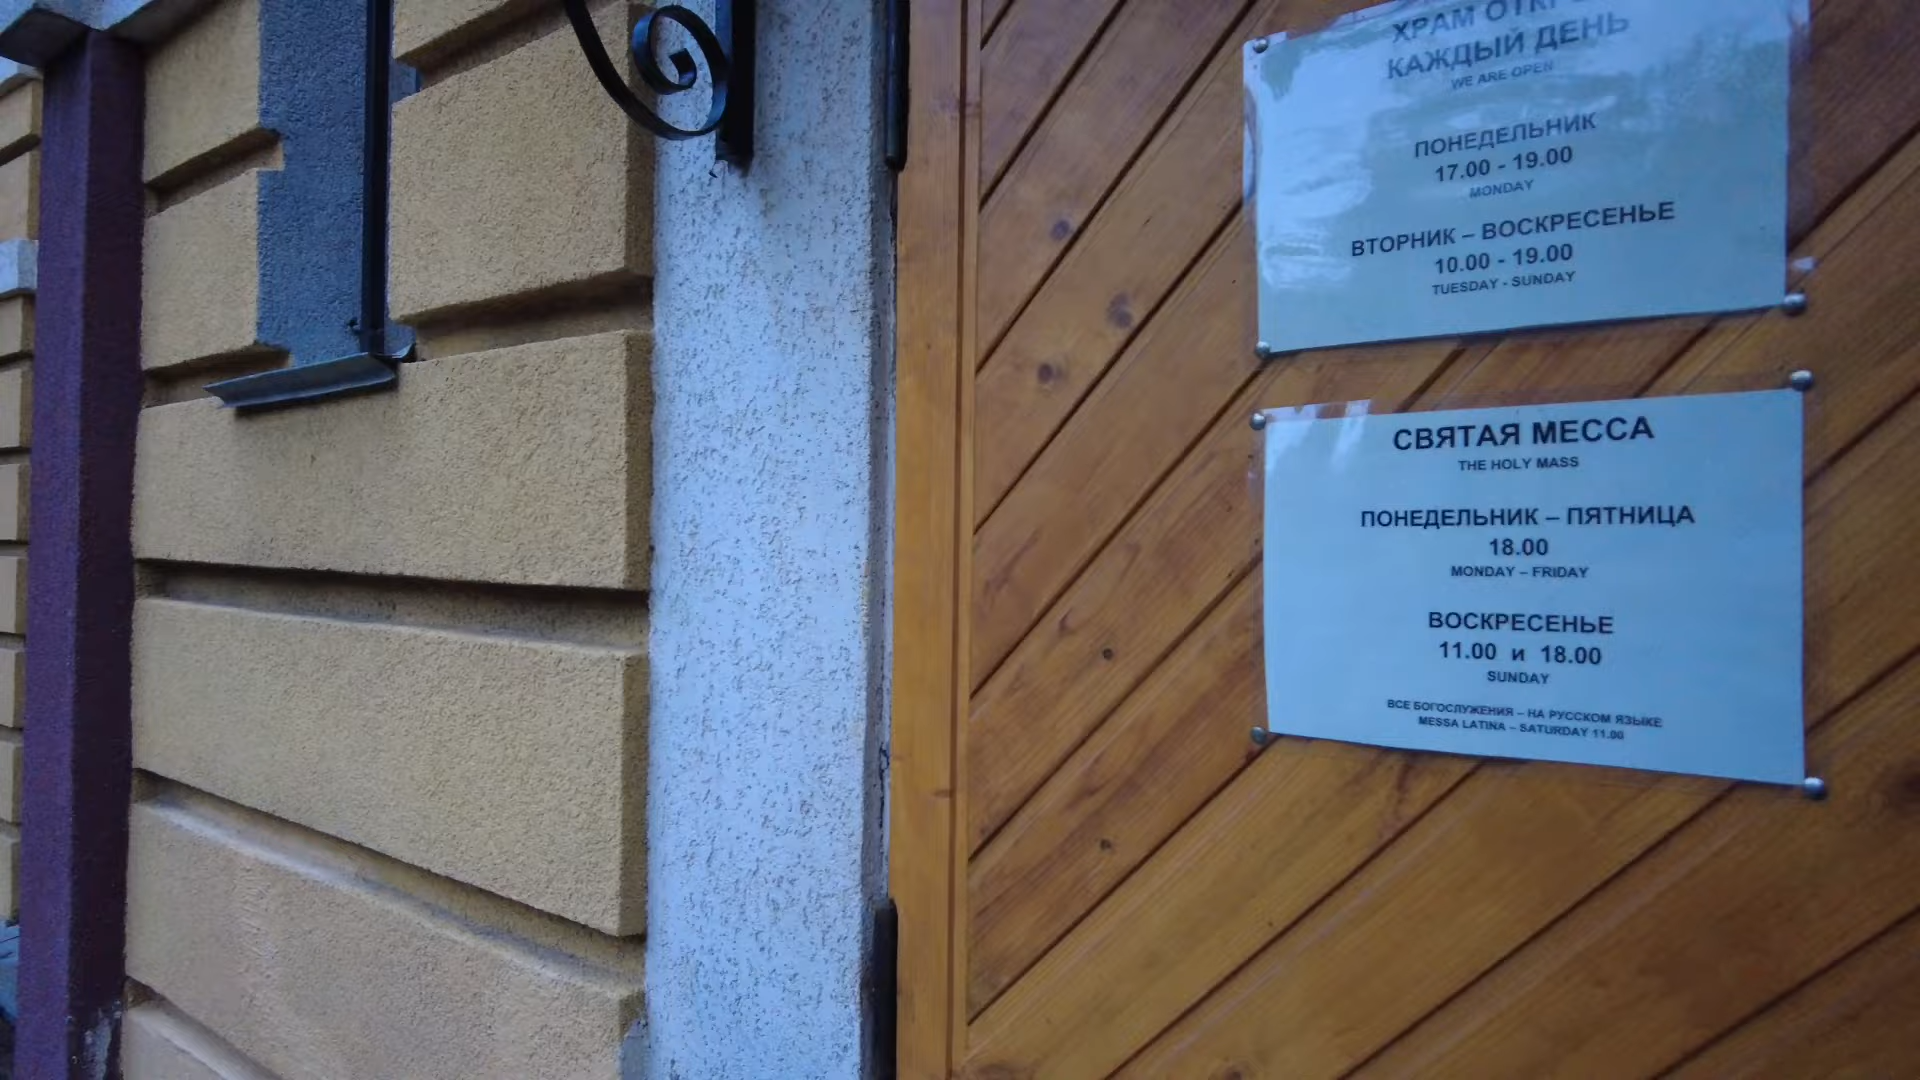 ХРАМ
КАЖДЫЙ ДЕНЬ
WE ARE OPEN
ПОНЕДЕЛЬНИК
17.00 - 19.00
MONDAY
ВТОРНИК – ВОСКРЕСЕНЬЕ
10.00 - 19.00
TUESDAY - SUNDAY
СВЯТАЯ МЕССА
THE HOLY MASS
ПОНЕДЕЛЬНИК – ПЯТНИЦА
18.00
MONDAY – FRIDAY
ВОСКРЕСЕНЬЕ
11.00 и 18.00
SUNDAY
ВСЕ БОГОСЛУЖЕНИЯ – НА РУССКОМ ЯЗЫКЕ
MESSA LATINA – SATURDAY 11.00